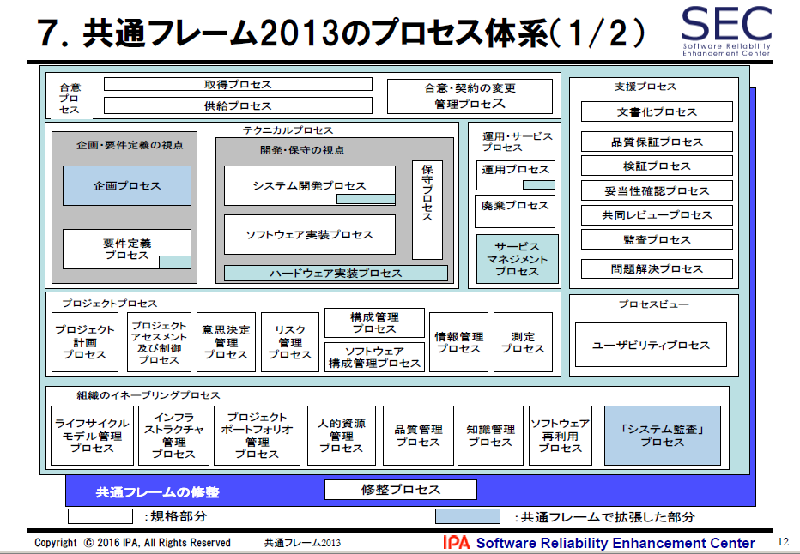 ７．共通フレーム2013のプロセス体系(１/２)
SEC
Software Reliability
Enhancement Center
合意
プロ
セス
取得プロセス
供給プロセス
合意・契約の変更
管理プロセス
テクニカルプロセス
企画・要件定義の視点
企画プロセス
要件定義
プロセス
開発・保守の視点
システム開発プロセス
ソフトウェア実装プロセス
ハードウェア実装プロセス
保守プロセス
運用・サービス
プロセス
運用プロセス
廃棄プロセス
サービス
マネジメント
プロセス
支援プロセス
文書化プロセス
品質保証プロセス
検証プロセス
妥当性確認プロセス
共同レビュープロセス
監査プロセス
問題解決プロセス
プロジェクトプロセス
プロジェクト
計画
プロセス
プロジェクト
アセスメント
及び制御
プロセス
意思決定
管理
プロセス
リスク
管理
プロセス
構成管理
プロセス
ソフトウェア
構成管理プロセス
情報管理
プロセス
測定
プロセス
プロセスビュー
ユーザビリティプロセス
組織のイネーブリングプロセス
ライフサイクル
モデル管理
プロセス
インフラ
ストラクチャ
管理
プロセス
プロジェクト
ポートフォリオ
管理
プロセス
人的資源
管理
プロセス
品質管理
プロセス
知識管理
プロセス
ソフトウェア
再利用
プロセス
「システム監査」
プロセス
共通フレームの修整
修整プロセス
：規格部分
：共通フレームで拡張した部分
Copyright © 2016 IPA, All Rights Reserved
共通フレーム2013
IPA Software Reliability Enhancement Center
12